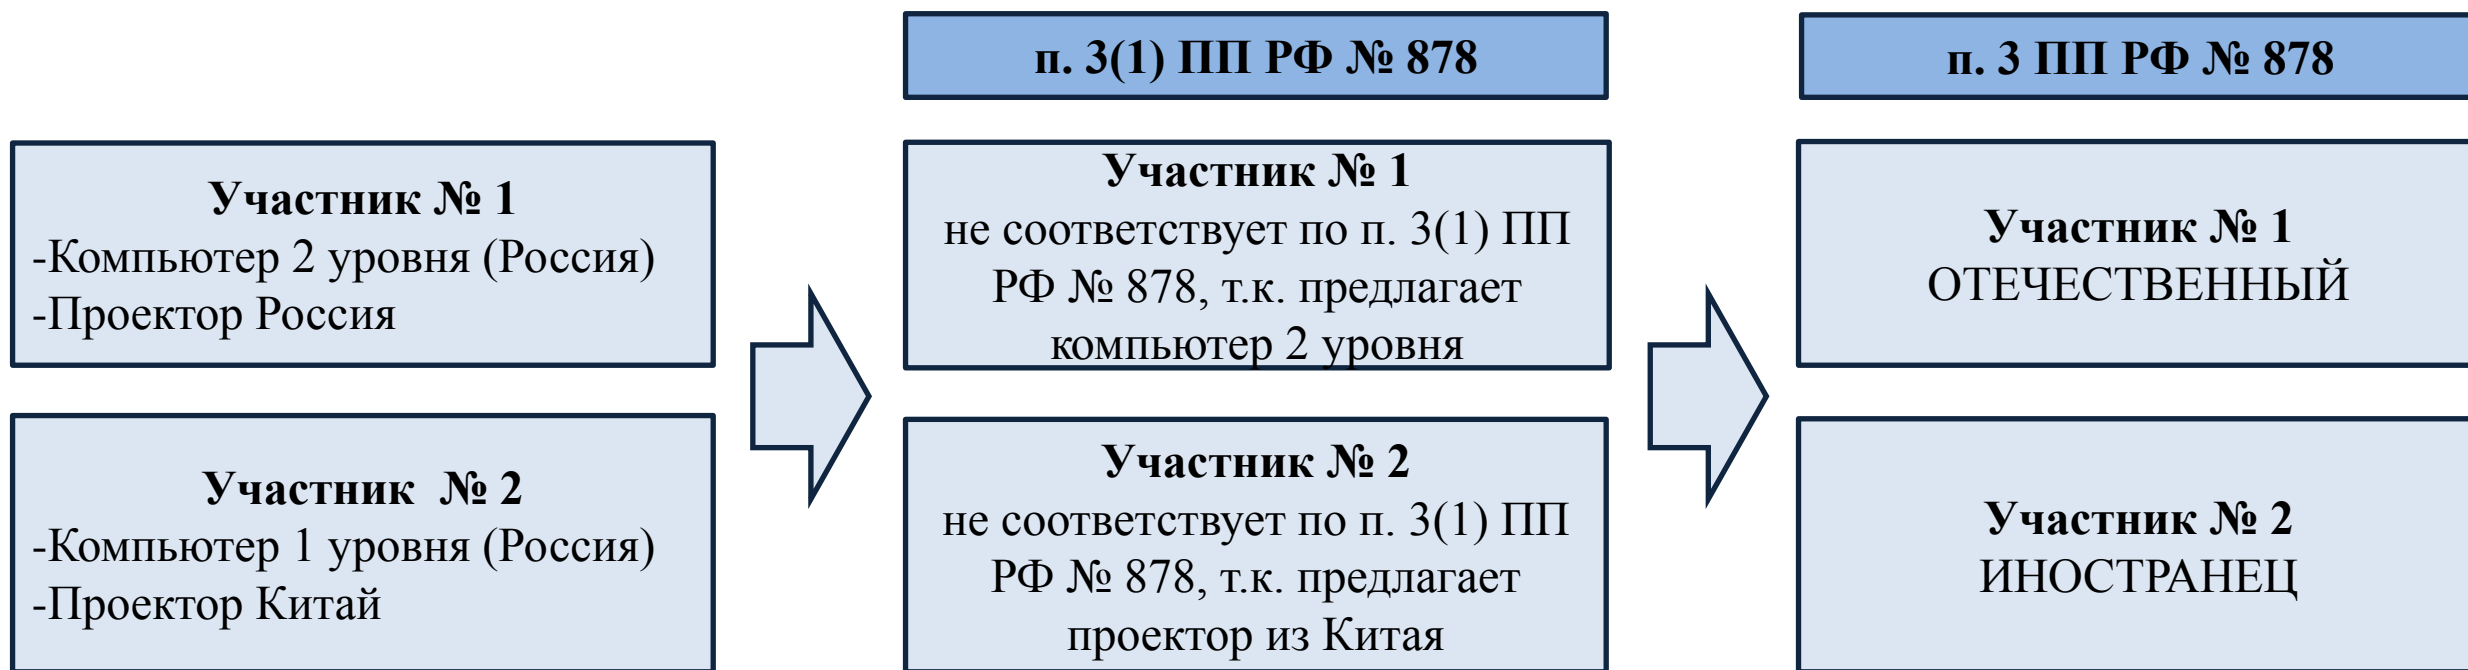 п. 3(1) ПП РФ № 878
п. 3 ПП РФ № 878
Участник № 1
-Компьютер 2 уровня (Россия)
-Проектор Россия
Участник № 1
не соответствует по п. 3(1) ПП
РФ № 878, т.к. предлагает
компьютер 2 уровня
Участник № 1
ОТЕЧЕСТВЕННЫЙ
Участник № 2
-Компьютер 1 уровня (Россия)
-Проектор Китай
Участник № 2
не соответствует по п. 3(1) ПП
РФ № 878, т.к. предлагает
проектор из Китая
Участник № 2
ИНОСТРАНЕЦ